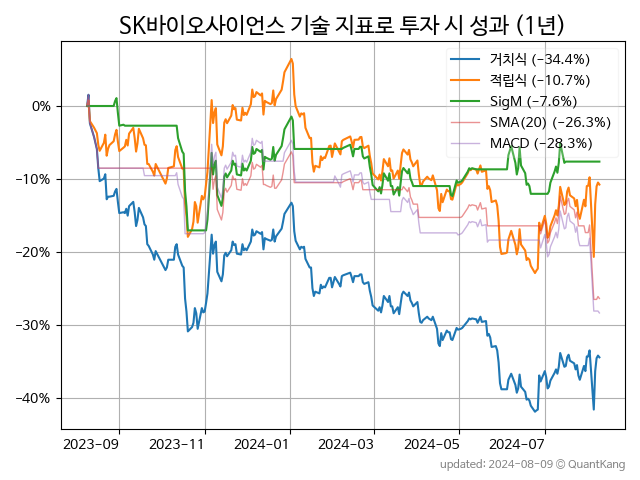 SK바이오사이언스 기술 지표로 투자 시 성과 (1년)
거치식 (−34.4%)
적립식 (−10.7%)
SigM (−7.6%)
SMA(20) (−26.3%)
MACD (−28.3%)
0%
−10%
−20%
−30%
−40%
2023-09 2023-11 2024-01 2024-03 2024-05 2024-07
updated: 2024-08-09 © QuantKang